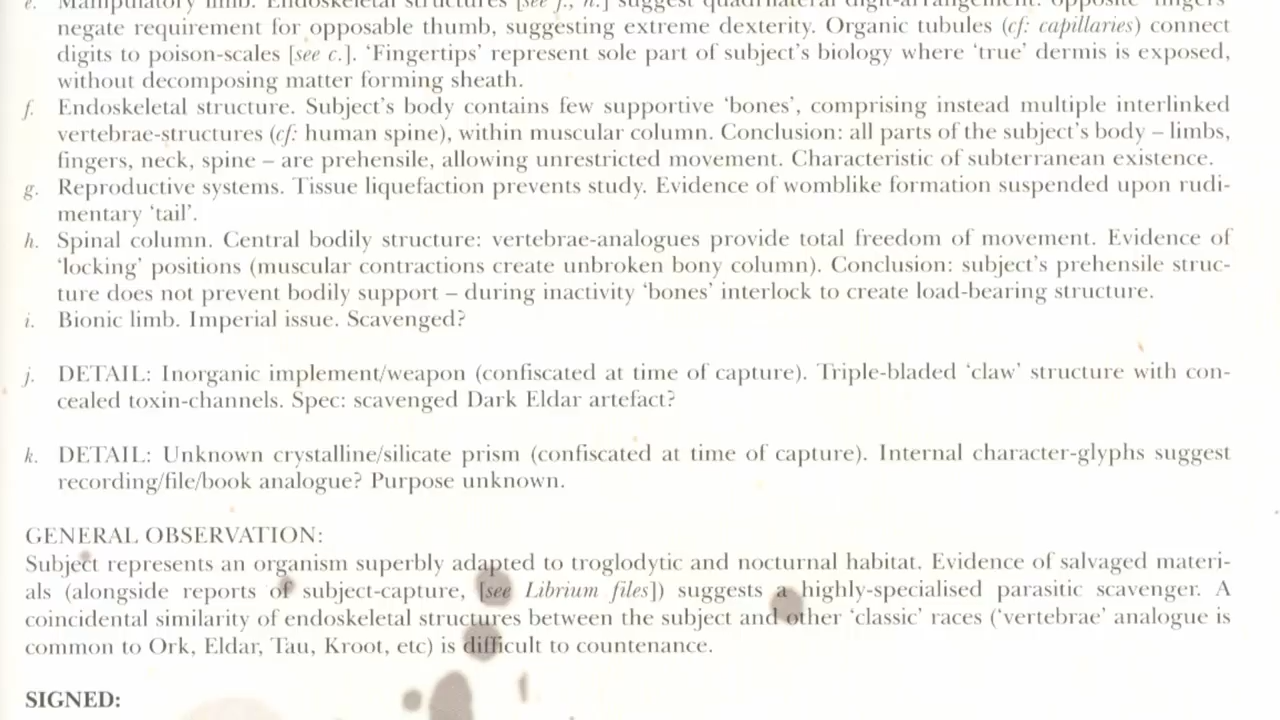 e. Manipulatory limb. Endoskeletal structures [see f., h.] suggest quadrilateral digit-arrangement: opposite 'fingers'
negate requirement for opposable thumb, suggesting extreme dexterity. Organic tubules (cf: capillaries) connect
digits to poison-scales [see c.]. 'Fingertips' represent sole part of subject's biology where 'true' dermis is exposed,
without decomposing matter forming sheath.
f. Endoskeletal structure. Subject's body contains few supportive 'bones', comprising instead multiple interlinked
vertebrae-structures (cf: human spine), within muscular column. Conclusion: all parts of the subject's body – limbs,
fingers, neck, spine – are prehensile, allowing unrestricted movement. Characteristic of subterranean existence.
g. Reproductive systems. Tissue liquefaction prevents study. Evidence of womblike formation suspended upon rudi-
mentary 'tail'.
h. Spinal column. Central bodily structure: vertebrae-analogues provide total freedom of movement. Evidence of
'locking' positions (muscular contractions create unbroken bony column). Conclusion: subject's prehensile struc-
ture does not prevent bodily support – during inactivity 'bones' interlock to create load-bearing structure.
i. Bionic limb. Imperial issue. Scavenged?
j. DETAIL: Inorganic implement/weapon (confiscated at time of capture). Triple-bladed 'claw' structure with con-
cealed toxin-channels. Spec: scavenged Dark Eldar artefact?
k. DETAIL: Unknown crystalline/silicate prism (confiscated at time of capture). Internal character-glyphs suggest
recording/file/book analogue? Purpose unknown.
GENERAL OBSERVATION:
Subject represents an organism superbly adapted to troglodytic and nocturnal habitat. Evidence of salvaged materi-
als (alongside reports of subject-capture, [see Librium files]) suggests a highly-specialised parasitic scavenger. A
coincidental similarity of endoskeletal structures between the subject and other 'classic' races ('vertebrae' analogue is
common to Ork, Eldar, Tau, Kroot, etc) is difficult to countenance.
SIGNED: